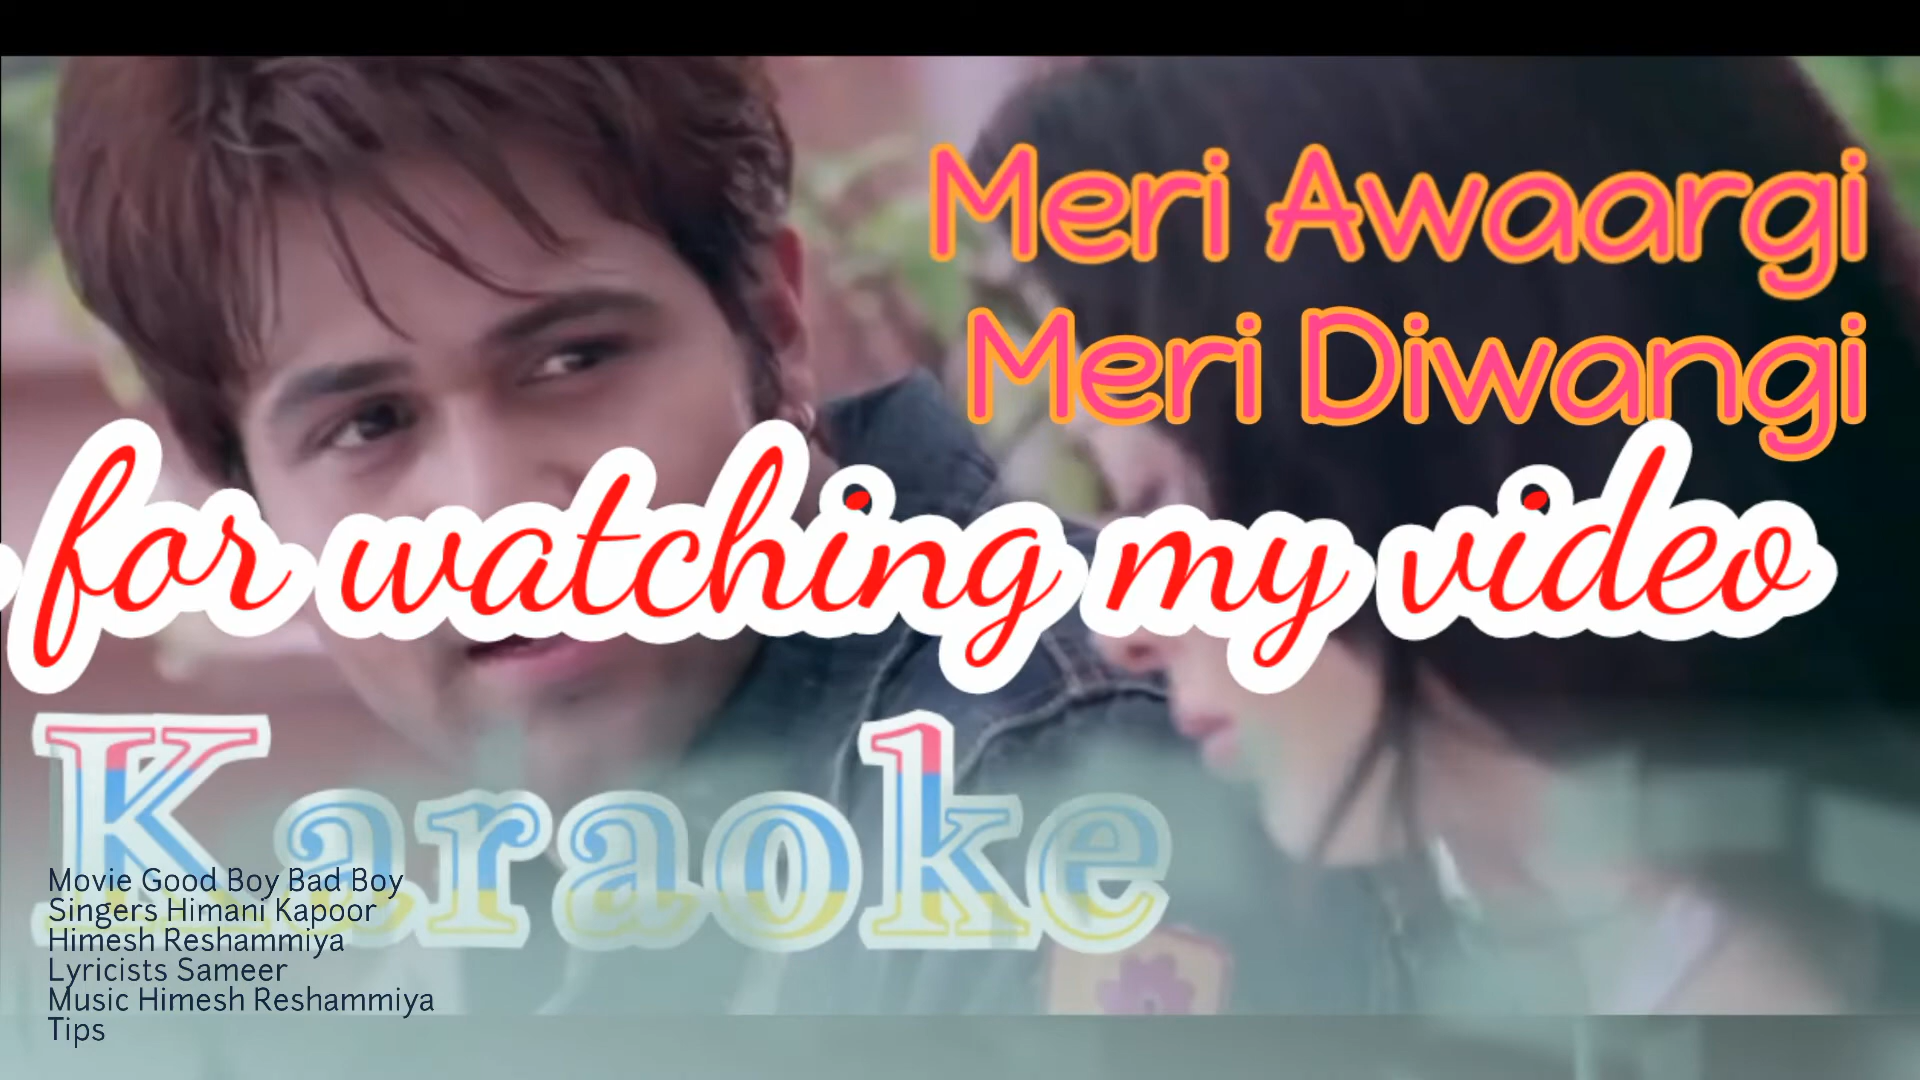 Meri Awaargi
Meri Diwangi
for watching my video
Karaoke
Movie Good Boy Bad Boy
Singers Himani Kapoor
Himesh Reshammiya
Lyricists Sameer
Music Himesh Reshammiya
Tips